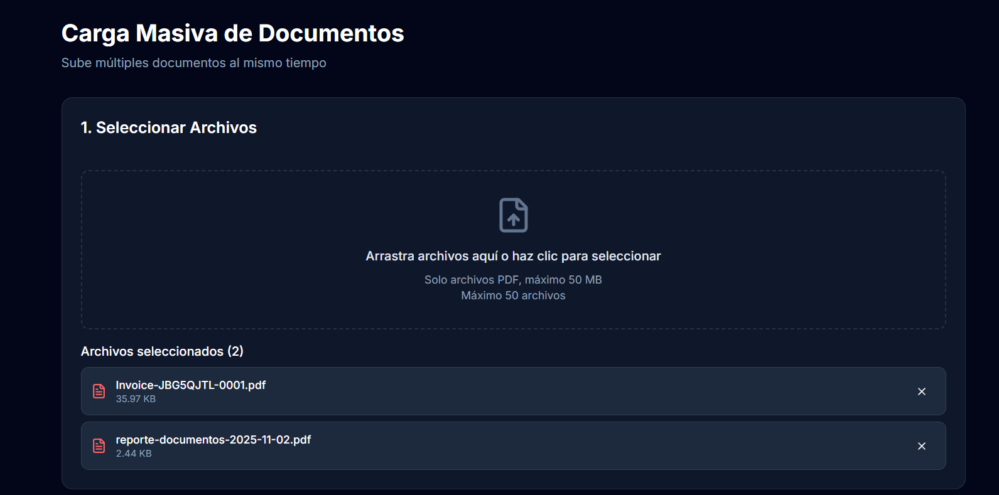 Carga Masiva de Documentos
Sube múltiples documentos al mismo tiempo
1. Seleccionar Archivos
Arrastra archivos aquí o haz clic para seleccionar
Solo archivos PDF, máximo 50 MB
Máximo 50 archivos
Archivos seleccionados (2)
Invoice-JBG5QJTL-0001.pdf
35.97 KB
reporte-documentos-2025-11-02.pdf
2.44 KB